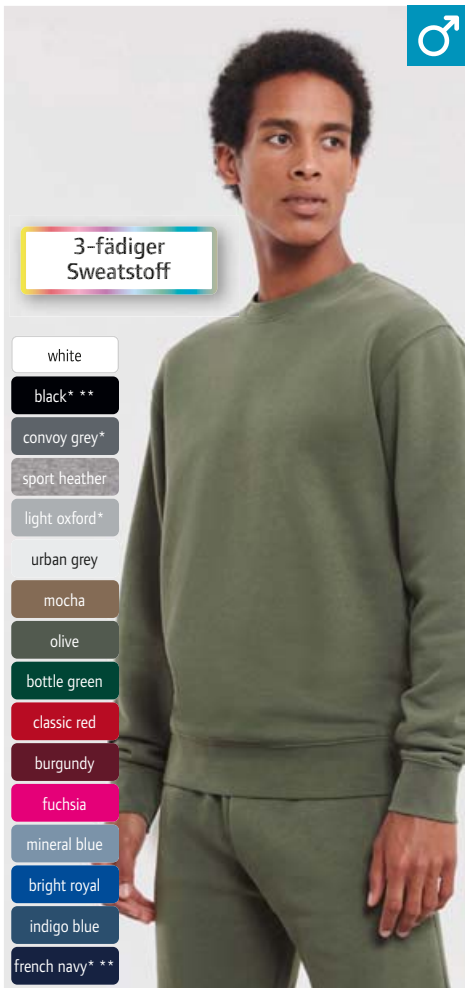 3-fädiger
Sweatstoff
white
black* **
convoy grey*
sport heather
light oxford*
urban grey
mocha
olive
bottle green
classic red
burgundy
fuchsia
mineral blue
bright royal
indigo blue
french navy* **